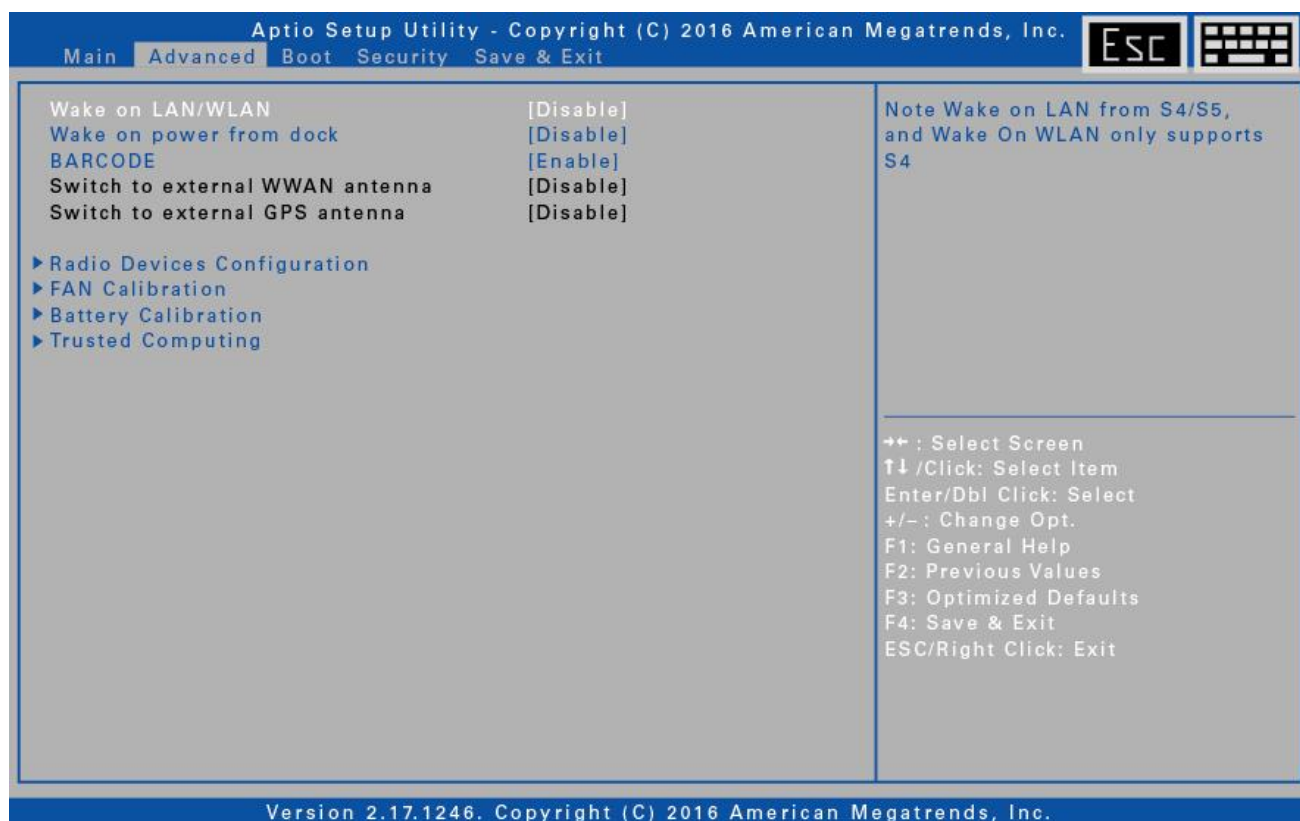 Aptio Setup Utility - Copyright (C) 2016 American Megatrends, Inc.
Esc
Main Advanced Boot Security Save & Exit
Wake on LAN/WLAN [Disable]
Wake on power from dock [Disable]
BARCODE [Enable]
Switch to external WWAN antenna [Disable]
Switch to external GPS antenna [Disable]
▶Radio Devices Configuration
▶FAN Calibration
▶Battery Calibration
▶Trusted Computing
Note Wake on LAN from S4/S5,
and Wake On WLAN only supports
S4
→← : Select Screen
↑↓ /Click: Select Item
Enter/Dbl Click: Select
+/– : Change Opt.
F1: General Help
F2: Previous Values
F3: Optimized Defaults
F4: Save & Exit
ESC/Right Click: Exit
Version 2.17.1246. Copyright (C) 2016 American Megatrends, Inc.